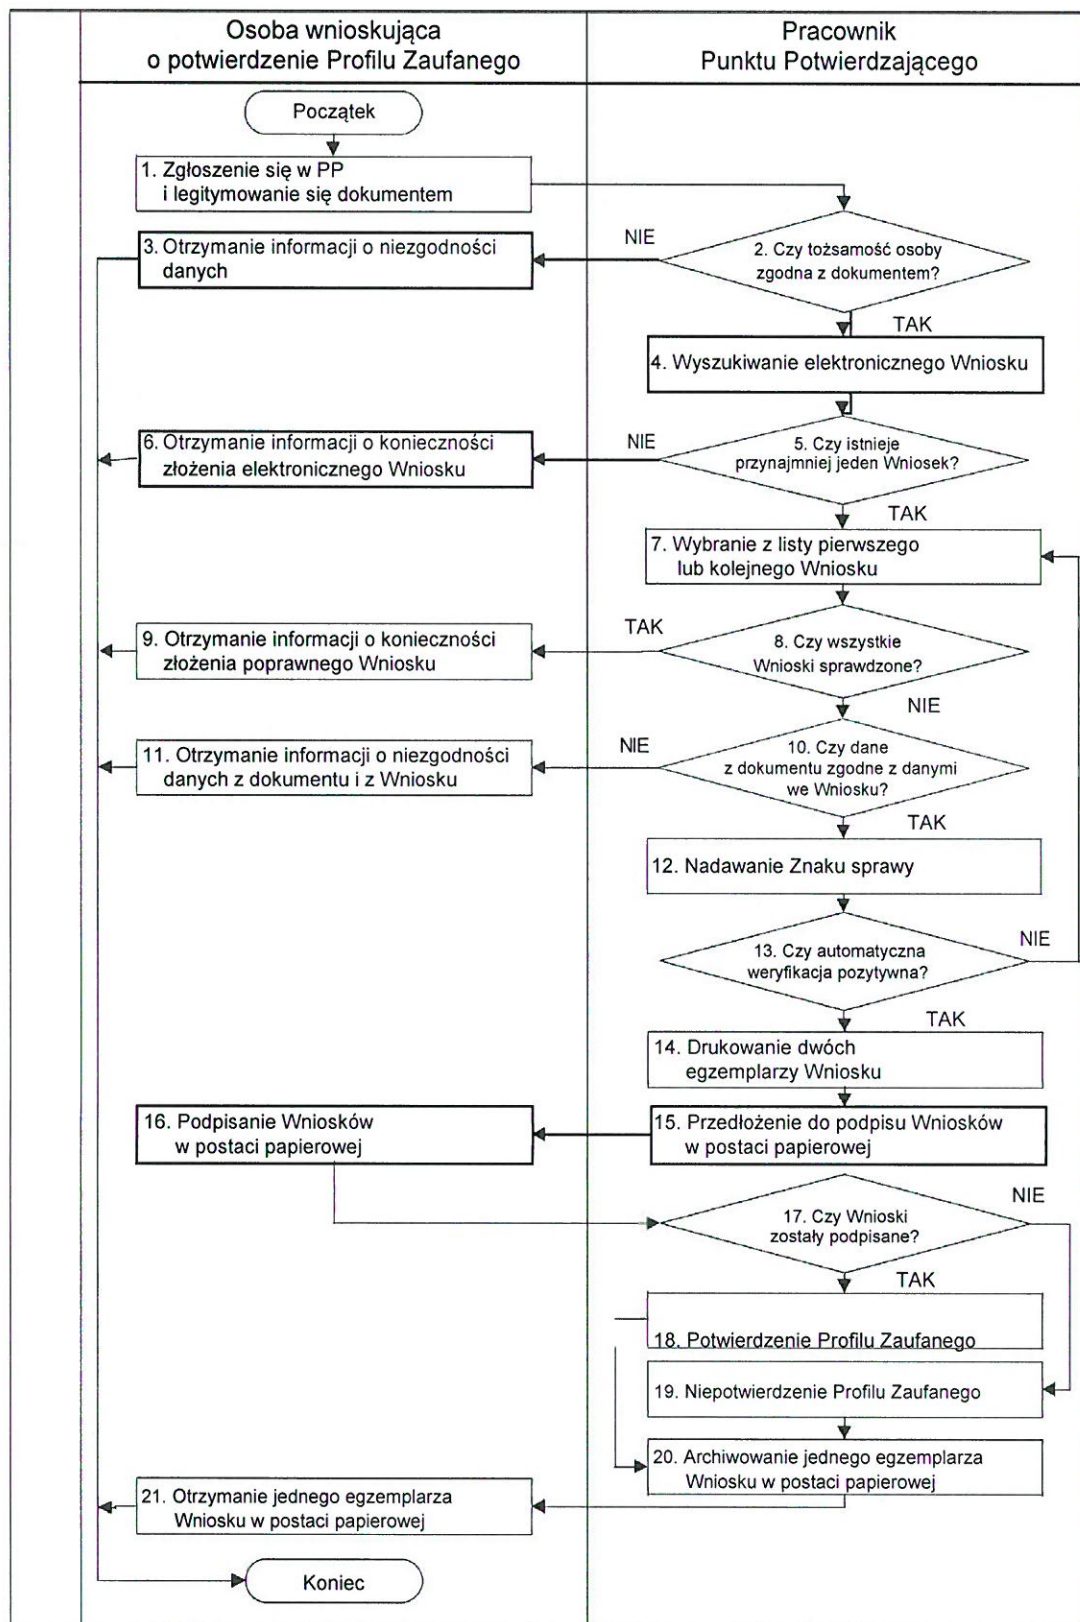 Osoba wnioskująca
o potwierdzenie Profilu Zaufanego
Pracownik
Punktu Potwierdzającego
Początek
1. Zgłoszenie się w PP
i legitymowanie się dokumentem
2. Czy tożsamość osoby
zgodna z dokumentem?
NIE
3. Otrzymanie informacji o niezgodności
danych
TAK
4. Wyszukiwanie elektronicznego Wniosku
5. Czy istnieje
przynajmniej jeden Wniosek?
NIE
6. Otrzymanie informacji o konieczności
złożenia elektronicznego Wniosku
TAK
7. Wybranie z listy pierwszego
lub kolejnego Wniosku
8. Czy wszystkie
Wnioski sprawdzone?
TAK
9. Otrzymanie informacji o konieczności
złożenia poprawnego Wniosku
NIE
10. Czy dane
z dokumentu zgodne z danymi
we Wniosku?
NIE
11. Otrzymanie informacji o niezgodności
danych z dokumentu i z Wniosku
TAK
12. Nadawanie Znaku sprawy
13. Czy automatyczna
weryfikacja pozytywna?
NIE
TAK
14. Drukowanie dwóch
egzemplarzy Wniosku
15. Przedłożenie do podpisu Wniosków
w postaci papierowej
16. Podpisanie Wniosków
w postaci papierowej
17. Czy Wnioski
zostały podpisane?
NIE
TAK
18. Potwierdzenie Profilu Zaufanego
19. Niepotwierdzenie Profilu Zaufanego
20. Archiwowanie jednego egzemplarza
Wniosku w postaci papierowej
21. Otrzymanie jednego egzemplarza
Wniosku w postaci papierowej
Koniec